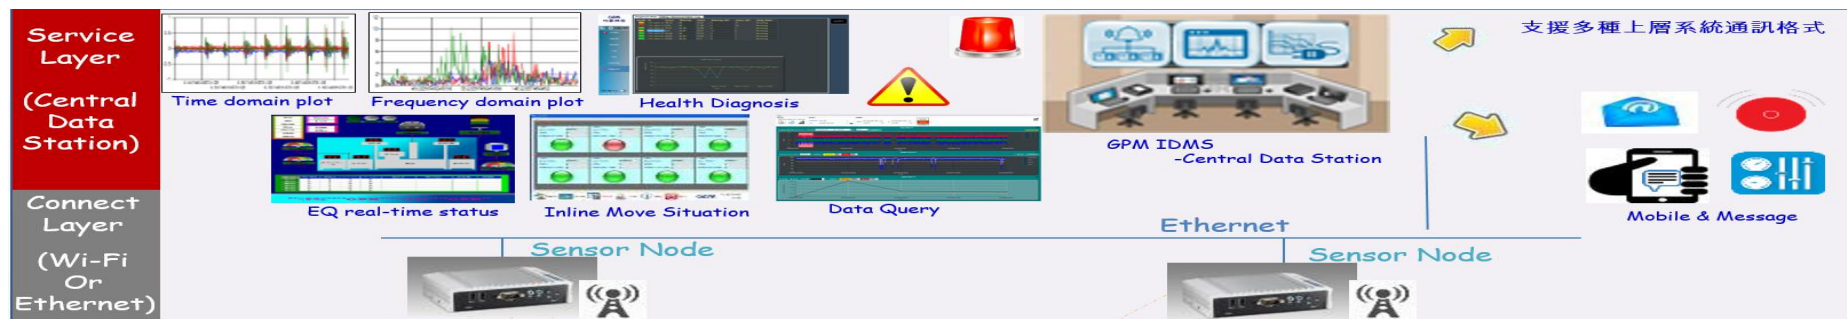 Service
Layer
(Central
Data
Station)
Time domain plot
Frequency domain plot
Health Diagnosis
EQ real-time status
Inline Move Situation
Data Query
GPM IDMS
-Central Data Station
支援多種上層系統通訊格式
Mobile & Message
Connect
Layer
(Wi-Fi
Or
Ethernet)
Ethernet
Sensor Node
Sensor Node